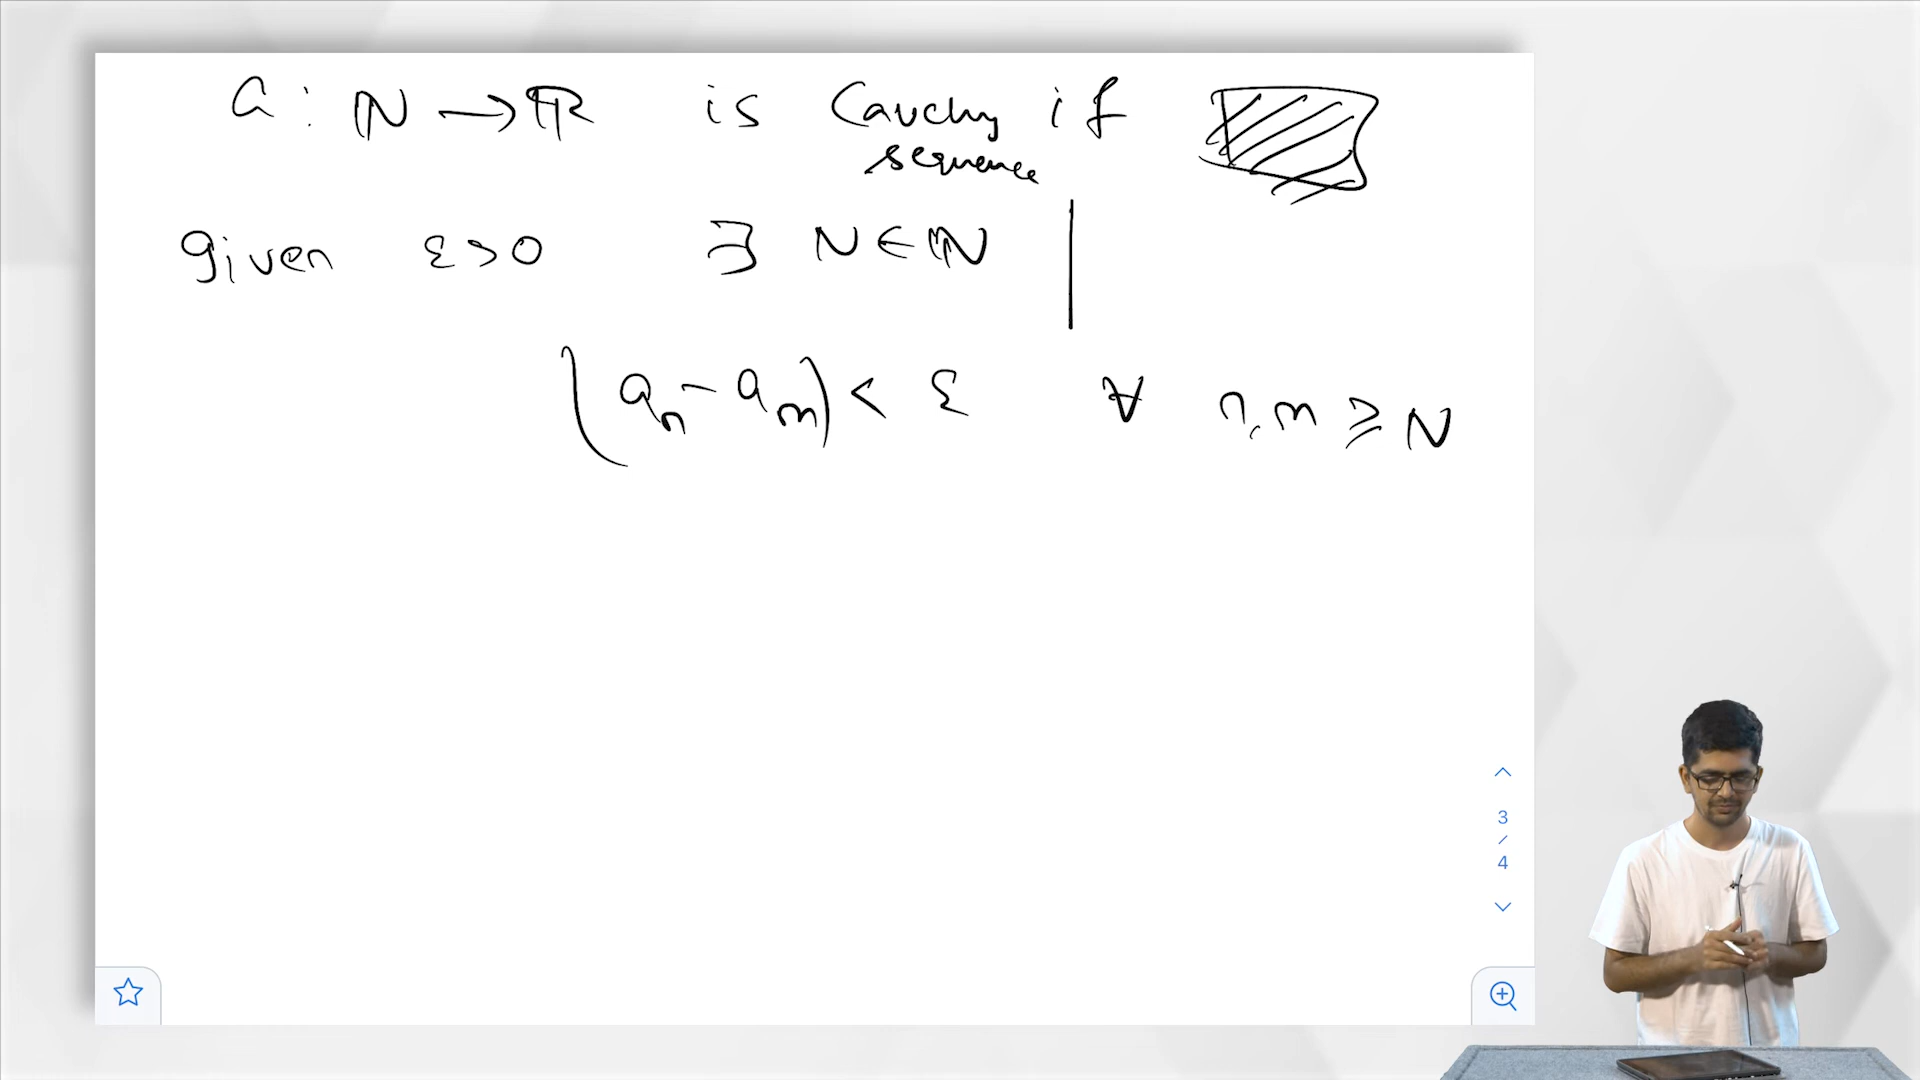 a : ℕ → ℝ is Cauchy if
sequence
given ε > 0 ∃ N ∈ ℕ |
|a_n - a_m| < ε ∀ n, m ≥ N
3
/
4